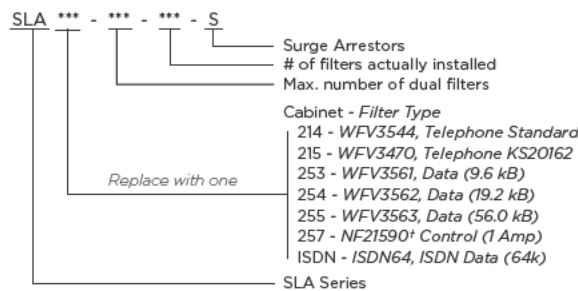 SLA *** - *** - *** - S
Surge Arrestors
# of filters actually installed
Max. number of dual filters
Cabinet - Filter Type
214 - WFV3544, Telephone Standard
215 - WFV3470, Telephone KS20162
253 - WFV3561, Data (9.6 kB)
Replace with one
254 - WFV3562, Data (19.2 kB)
255 - WFV3563, Data (56.0 kB)
257 - NF21590† Control (1 Amp)
ISDN - ISDN64, ISDN Data (64k)
SLA Series